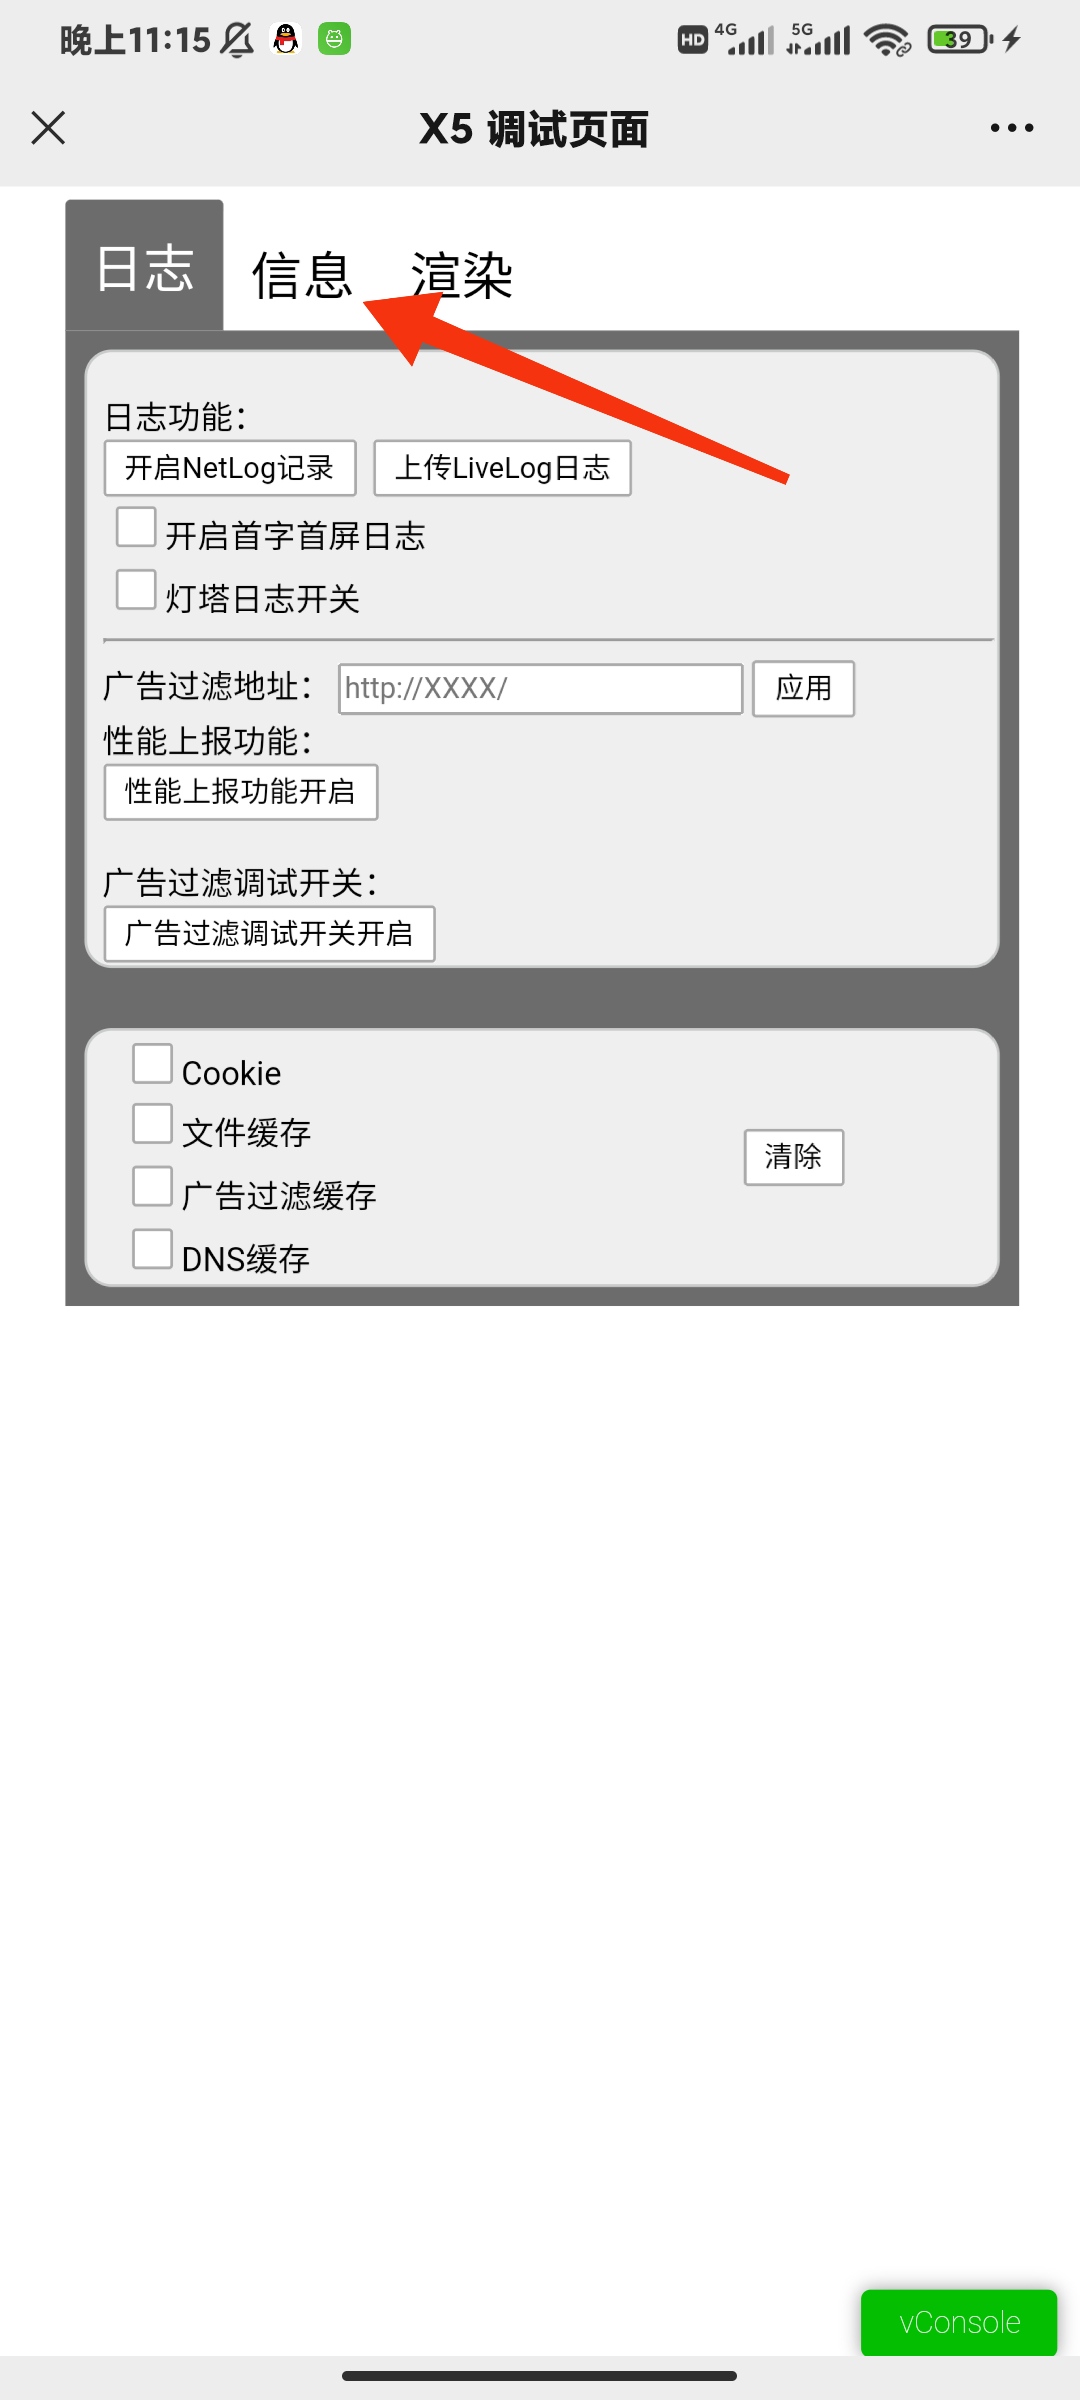 晚上11:15 HD 4G 5G 39
X5 调试页面
日志 信息 渲染
日志功能：
开启NetLog记录 上传LiveLog日志
开启首字首屏日志
灯塔日志开关
广告过滤地址： http://XXXX/ 应用
性能上报功能：
性能上报功能开启
广告过滤调试开关：
广告过滤调试开关开启
Cookie
文件缓存
清除
广告过滤缓存
DNS缓存
vConsole